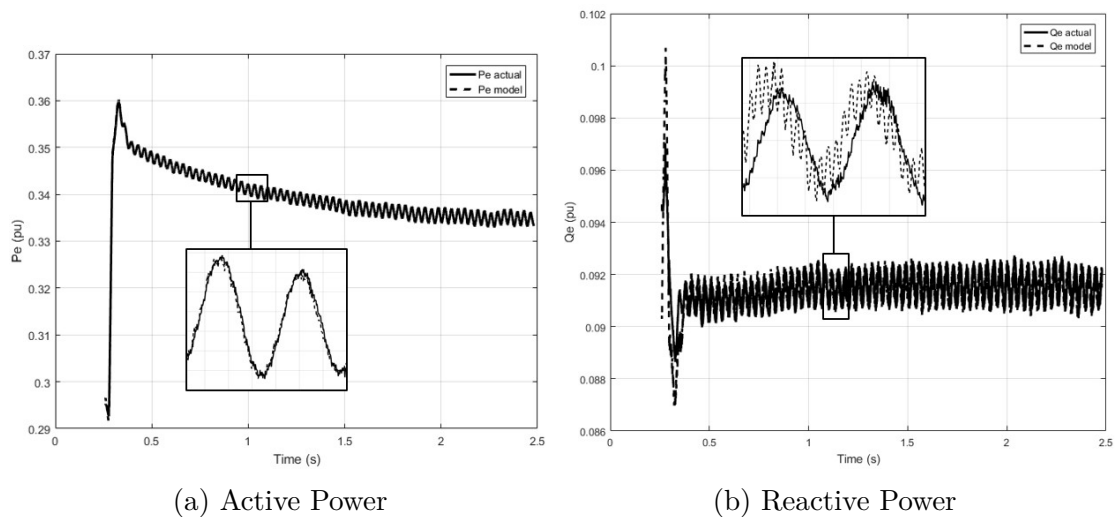 0.37
0.36
0.35
0.34
0.33
0.32
0.31
0.3
0.29
Pe (pu)
Pe actual
Pe model
0 0.5 1 1.5 2 2.5
Time (s)
(a) Active Power
0.102
0.1
0.098
0.096
0.094
0.092
0.09
0.088
0.086
Qe (pu)
Qe actual
Qe model
0 0.5 1 1.5 2 2.5
Time (s)
(b) Reactive Power